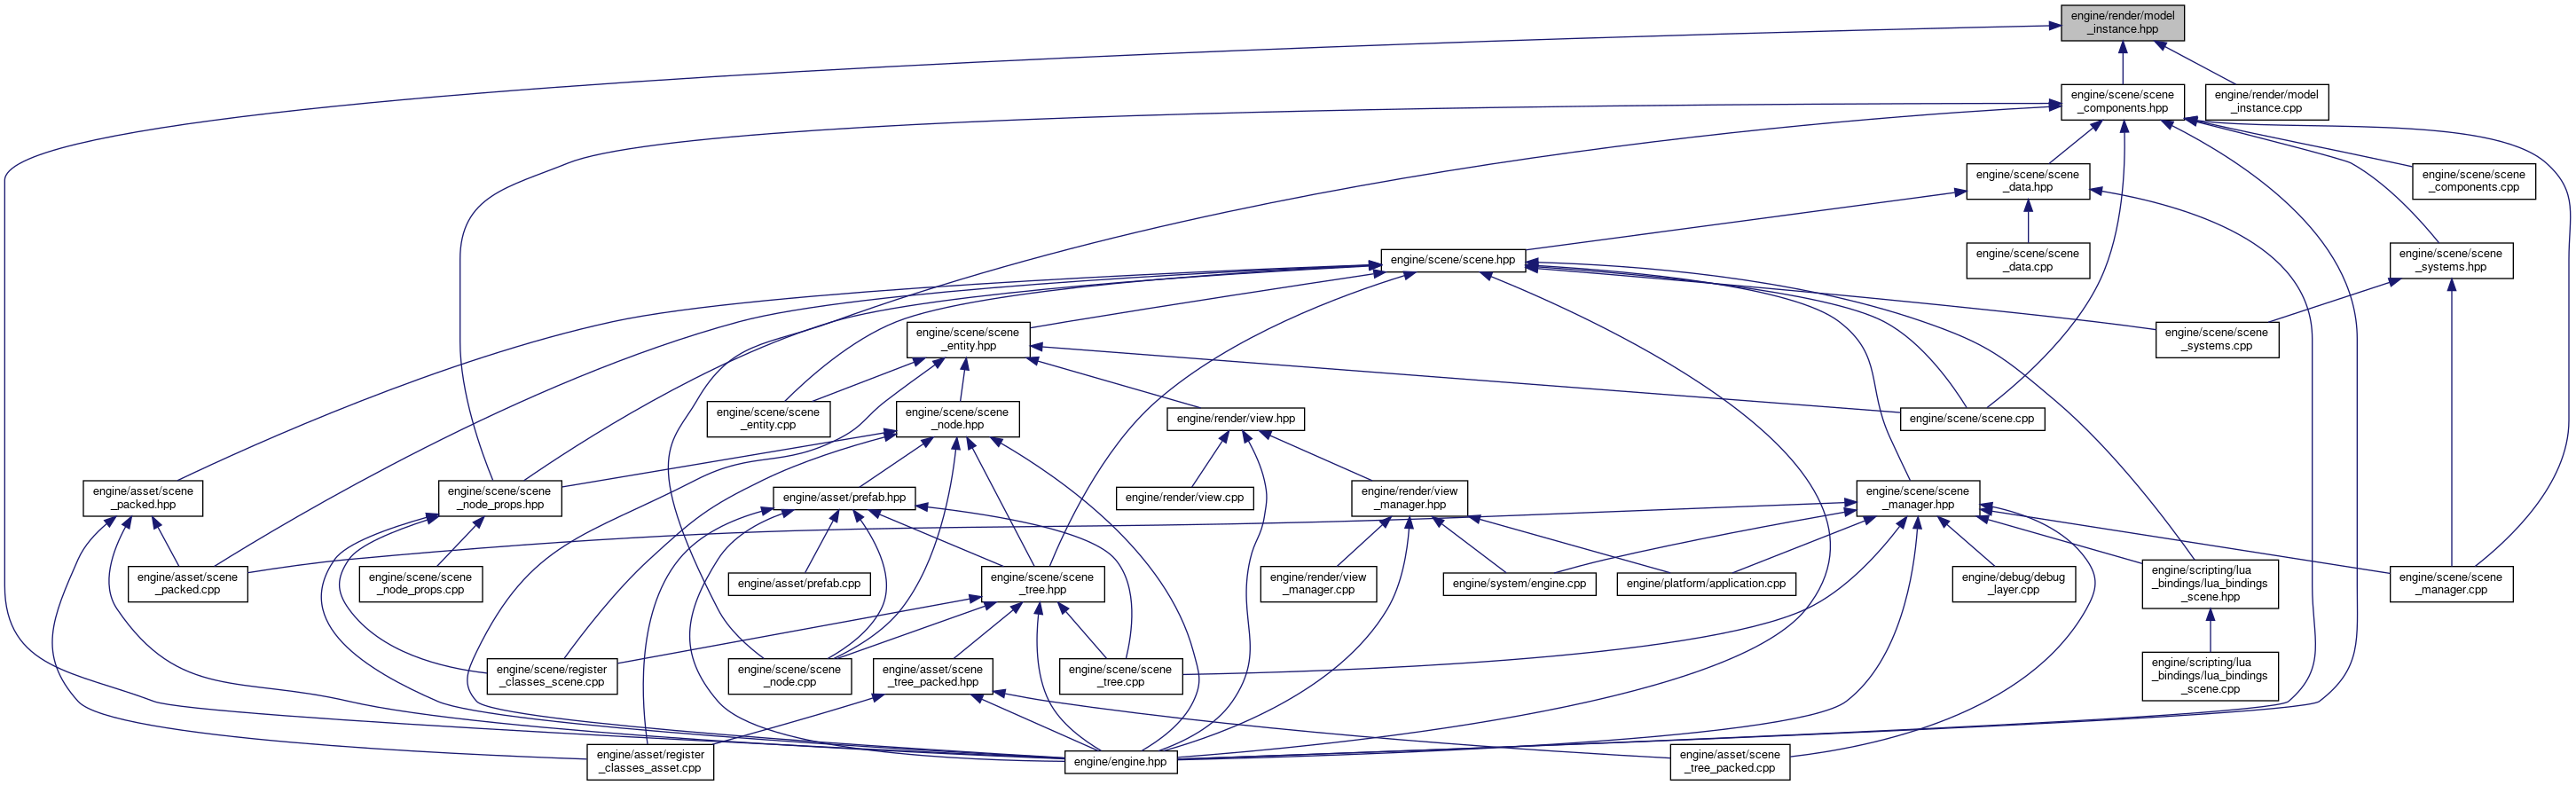 engine/render/model
_instance.hpp
engine/scene/scene
_components.hpp
engine/render/model
_instance.cpp
engine/scene/scene
_data.hpp
engine/scene/scene
_components.cpp
engine/scene/scene.hpp
engine/scene/scene
_data.cpp
engine/scene/scene
_systems.hpp
engine/scene/scene
_entity.hpp
engine/scene/scene
_systems.cpp
engine/scene/scene
_entity.cpp
engine/scene/scene
_node.hpp
engine/render/view.hpp
engine/scene/scene.cpp
engine/asset/scene
_packed.hpp
engine/scene/scene
_node_props.hpp
engine/asset/prefab.hpp
engine/render/view.cpp
engine/render/view
_manager.hpp
engine/scene/scene
_manager.hpp
engine/asset/scene
_packed.cpp
engine/scene/scene
_node_props.cpp
engine/asset/prefab.cpp
engine/scene/scene
_tree.hpp
engine/render/view
_manager.cpp
engine/system/engine.cpp
engine/platform/application.cpp
engine/debug/debug
_layer.cpp
engine/scripting/lua
_bindings/lua_bindings
_scene.hpp
engine/scene/scene
_manager.cpp
engine/scene/register
_classes_scene.cpp
engine/scene/scene
_node.cpp
engine/asset/scene
_tree_packed.hpp
engine/scene/scene
_tree.cpp
engine/scripting/lua
_bindings/lua_bindings
_scene.cpp
engine/asset/register
_classes_asset.cpp
engine/engine.hpp
engine/asset/scene
_tree_packed.cpp